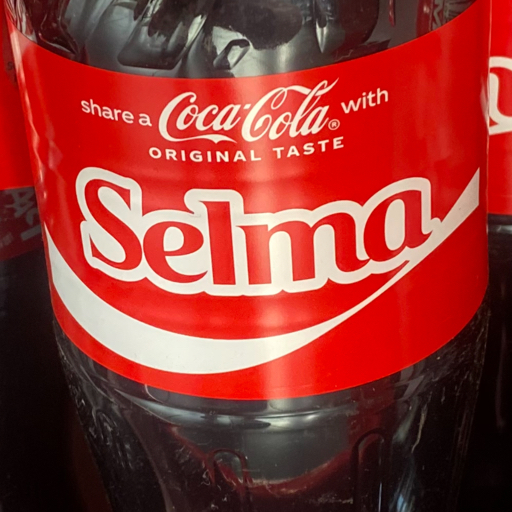 share a Coca-Cola® with
ORIGINAL TASTE
Selma